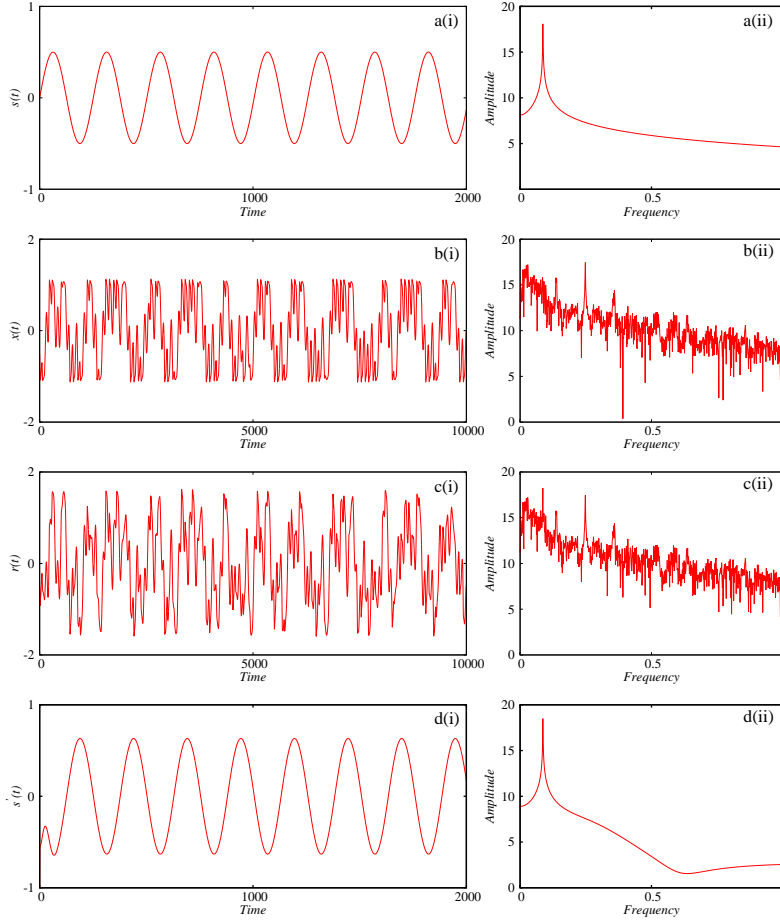 a(i)
1
0
-1
s(t)
0
1000
2000
Time
a(ii)
20
15
10
5
Amplitude
0
0.5
Frequency
b(i)
2
0
-2
x(t)
0
5000
10000
Time
b(ii)
20
15
10
5
0
Amplitude
0
0.5
Frequency
c(i)
2
0
-2
r(t)
0
5000
10000
Time
c(ii)
20
15
10
5
0
Amplitude
0
0.5
Frequency
d(i)
1
0
-1
s'(t)
0
1000
2000
Time
d(ii)
20
15
10
5
0
Amplitude
0
0.5
Frequency